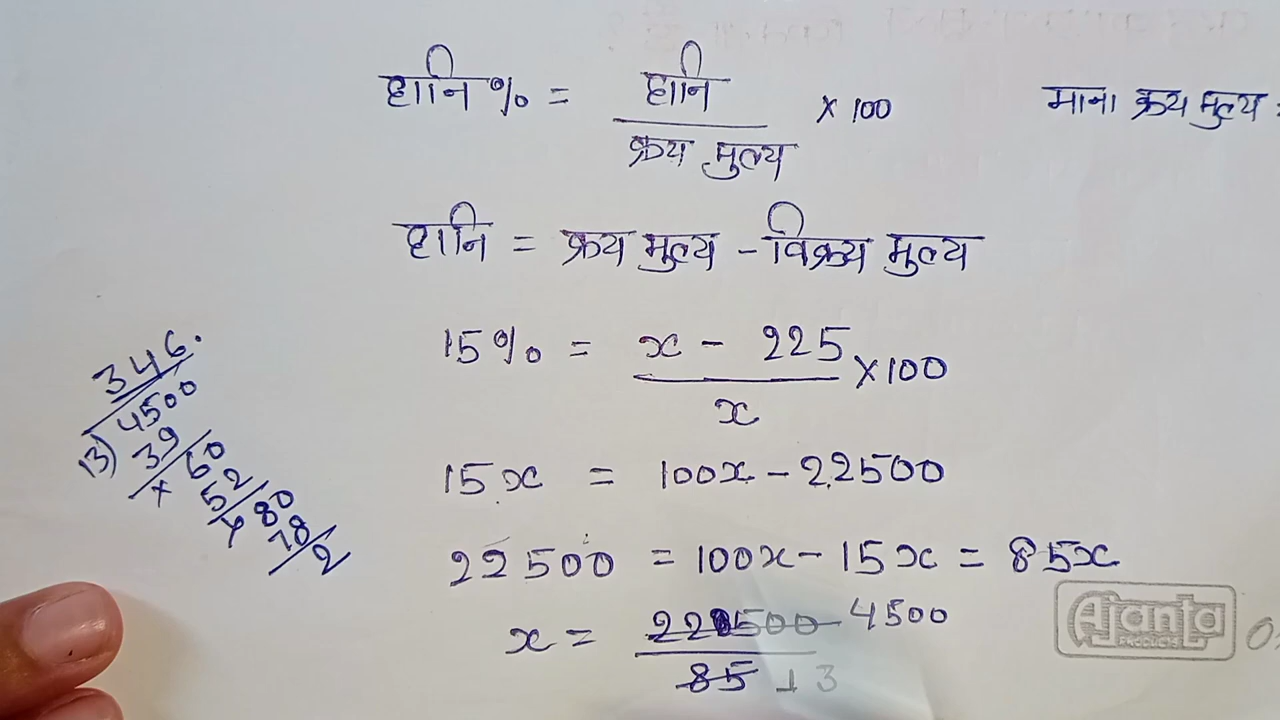 हानि % = हानि / क्रय मुल्य × 100
माना क्रय मुल्य
हानि = क्रय मुल्य - विक्रय मुल्य
15% = x - 225 / x × 100
15x = 100x - 22500
22500 = 100x - 15x = 85x
x = 22500 4500 / 85 13
346.
13) 4500
39
× 60
52
× 80
78
2
Ajanta
PRODUCTS